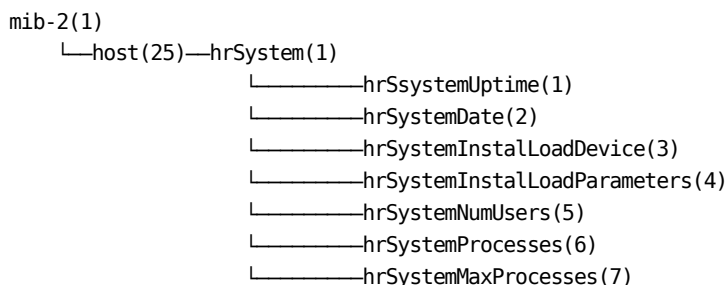 mib-2(1)
└─host(25)─hrSystem(1)
└────────hrSsystemUptime(1)
└────────hrSystemDate(2)
└────────hrSystemInstalLoadDevice(3)
└────────hrSystemInstalLoadParameters(4)
└────────hrSystemNumUsers(5)
└────────hrSystemProcesses(6)
└────────hrSystemMaxProcesses(7)